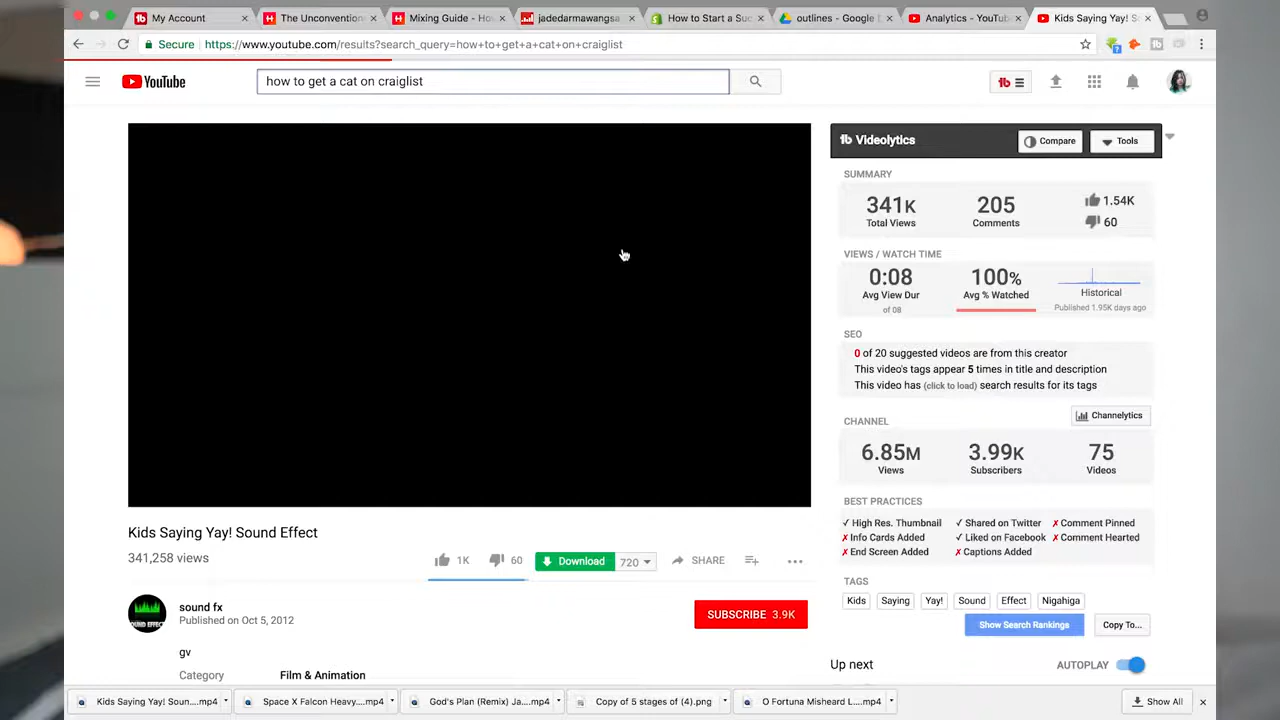 My Account
The Unconvention
Mixing Guide - Ho
jadedarmawangsa
How to Start a Suc
outlines - Google D
Analytics - YouTub
Kids Saying Yay! S
Secure
https://www.youtube.com/results?search_query=how+to+get+a+cat+on+craiglist
YouTube
how to get a cat on craiglist
Videolytics
Compare
Tools
SUMMARY
341K
Total Views
205
Comments
1.54K
60
VIEWS / WATCH TIME
0:08
Avg View Dur
of 08
100%
Avg % Watched
Historical
Published 1.95K days ago
SEO
0 of 20 suggested videos are from this creator
This video's tags appear 5 times in title and description
This video has (click to load) search results for its tags
CHANNEL
Channelytics
6.85M
Views
3.99K
Subscribers
75
Videos
BEST PRACTICES
✓ High Res. Thumbnail ✓ Shared on Twitter ✗ Comment Pinned
✗ Info Cards Added ✓ Liked on Facebook ✗ Comment Hearted
✗ End Screen Added ✗ Captions Added
TAGS
Kids Saying Yay! Sound Effect Nigahiga
Show Search Rankings
Copy To...
Up next
AUTOPLAY
Kids Saying Yay! Sound Effect
341,258 views
1K
60
Download
720
SHARE
sound fx
Published on Oct 5, 2012
SUBSCRIBE 3.9K
gv
Category
Film & Animation
Kids Saying Yay! Soun....mp4
Space X Falcon Heavy....mp4
God's Plan (Remix) Ja....mp4
Copy of 5 stages of (4).png
O Fortuna Misheard L....mp4
Show All